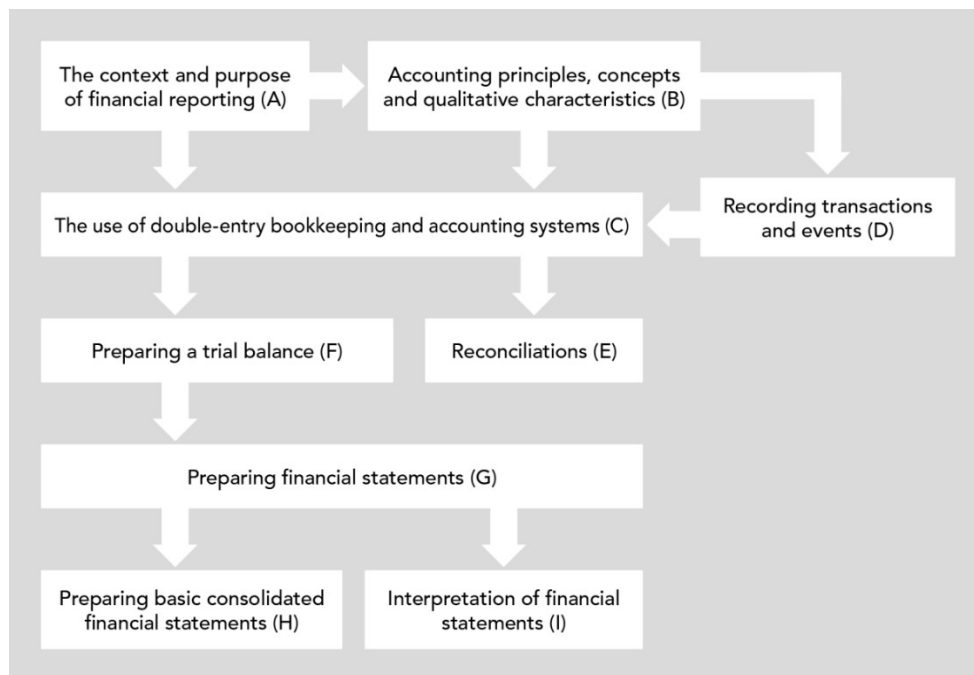 The context and purpose
of financial reporting (A)
Accounting principles, concepts
and qualitative characteristics (B)
The use of double-entry bookkeeping and accounting systems (C)
Recording transactions
and events (D)
Preparing a trial balance (F)
Reconciliations (E)
Preparing financial statements (G)
Preparing basic consolidated
financial statements (H)
Interpretation of financial
statements (I)